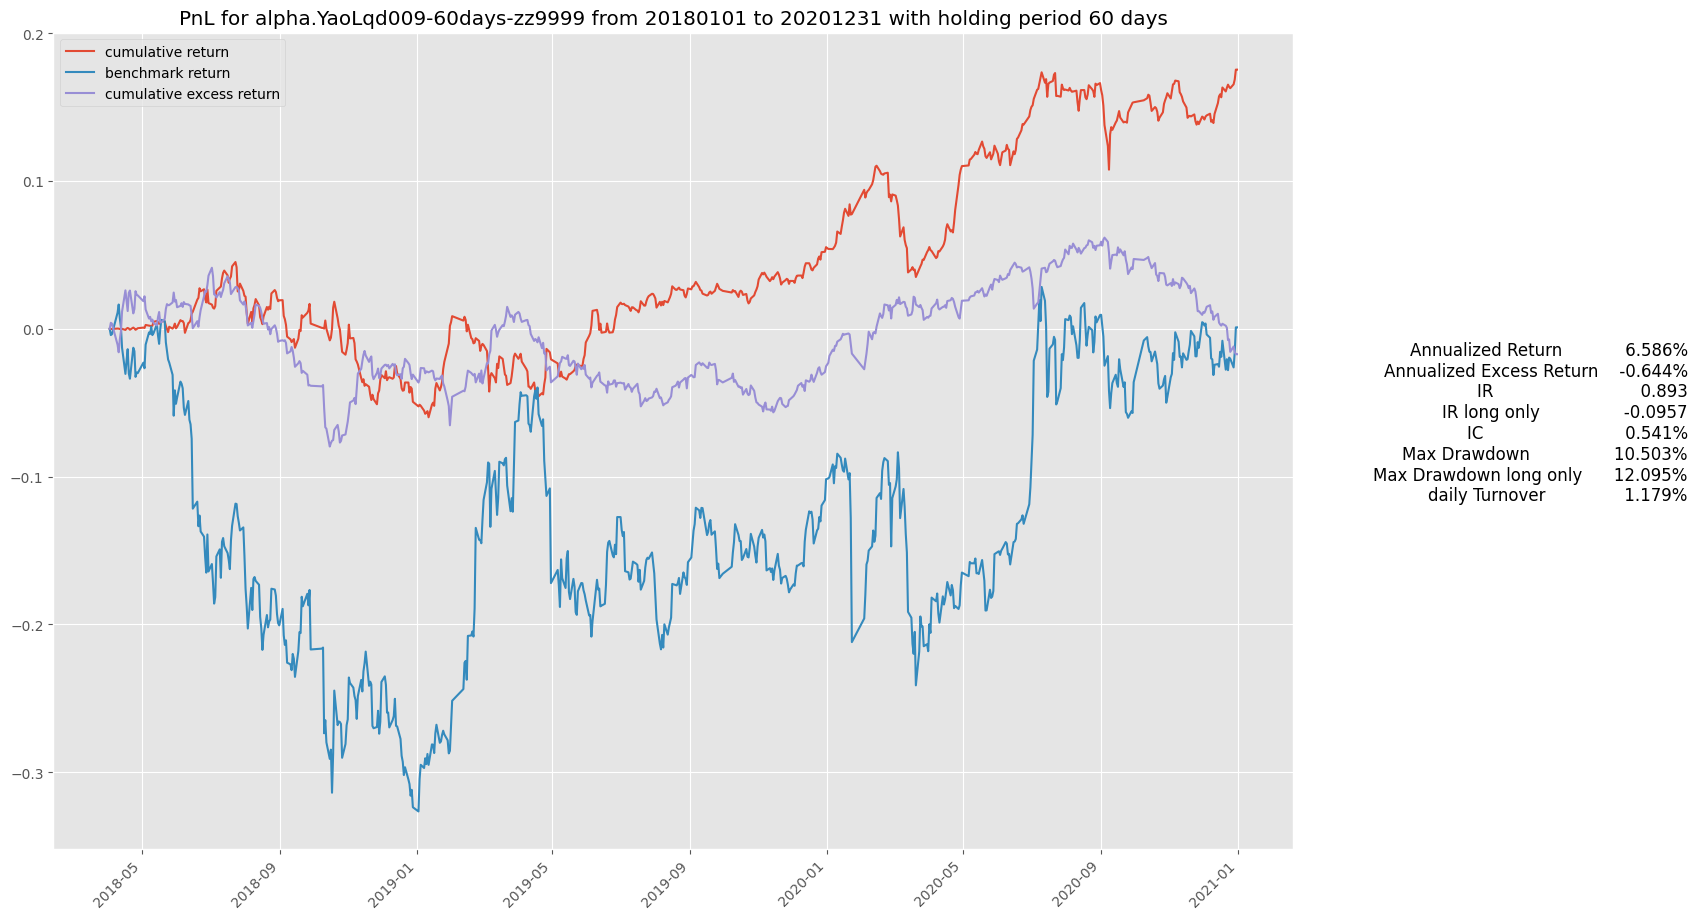 PnL for alpha.YaoLqd009-60days-zz9999 from 20180101 to 20201231 with holding period 60 days
cumulative return
benchmark return
cumulative excess return
0.2
0.1
0.0
−0.1
−0.2
−0.3
2018-05
2018-09
2019-01
2019-05
2019-09
2020-01
2020-05
2020-09
2021-01
Annualized Return 6.586%
Annualized Excess Return -0.644%
IR 0.893
IR long only -0.0957
IC 0.541%
Max Drawdown 10.503%
Max Drawdown long only 12.095%
daily Turnover 1.179%